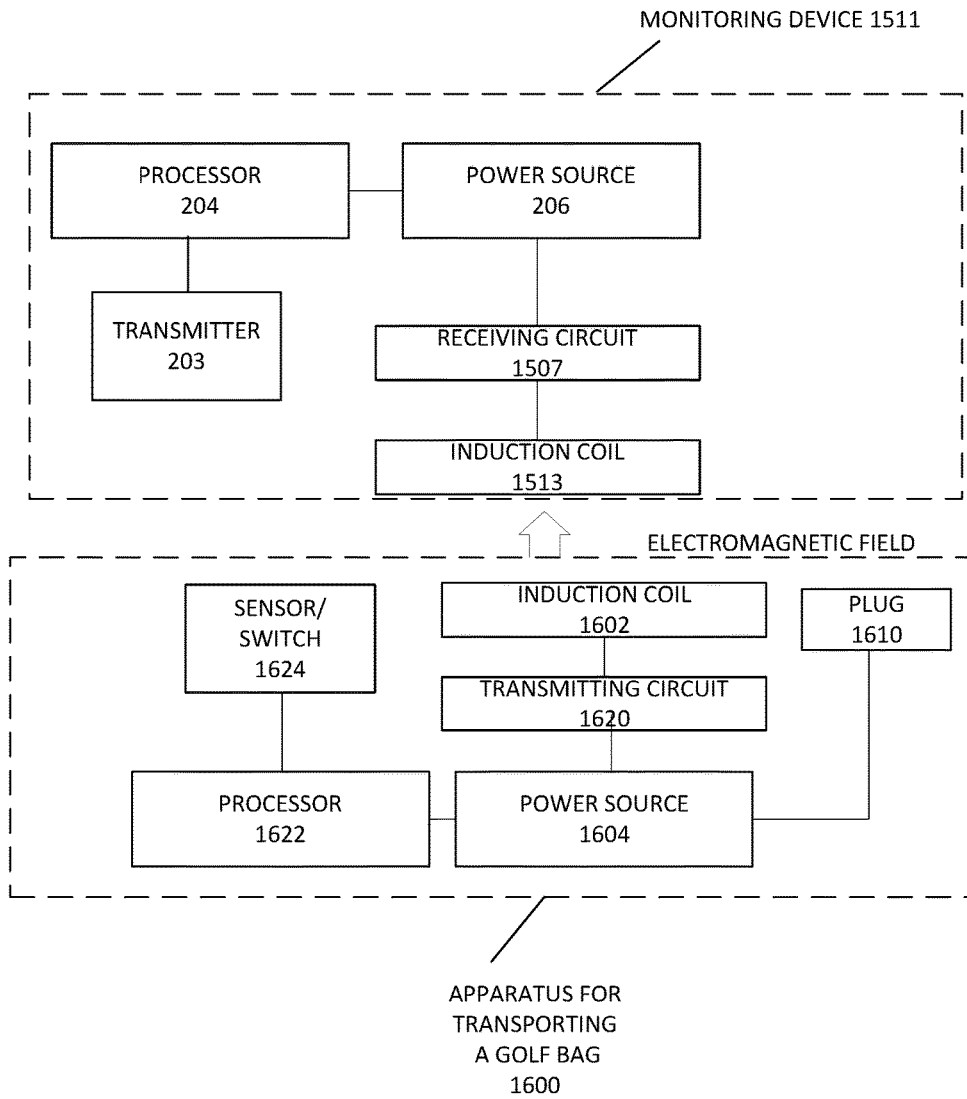 MONITORING DEVICE 1511
PROCESSOR
204
POWER SOURCE
206
TRANSMITTER
203
RECEIVING CIRCUIT
1507
INDUCTION COIL
1513
ELECTROMAGNETIC FIELD
SENSOR/
SWITCH
1624
INDUCTION COIL
1602
PLUG
1610
TRANSMITTING CIRCUIT
1620
PROCESSOR
1622
POWER SOURCE
1604
APPARATUS FOR
TRANSPORTING
A GOLF BAG
1600